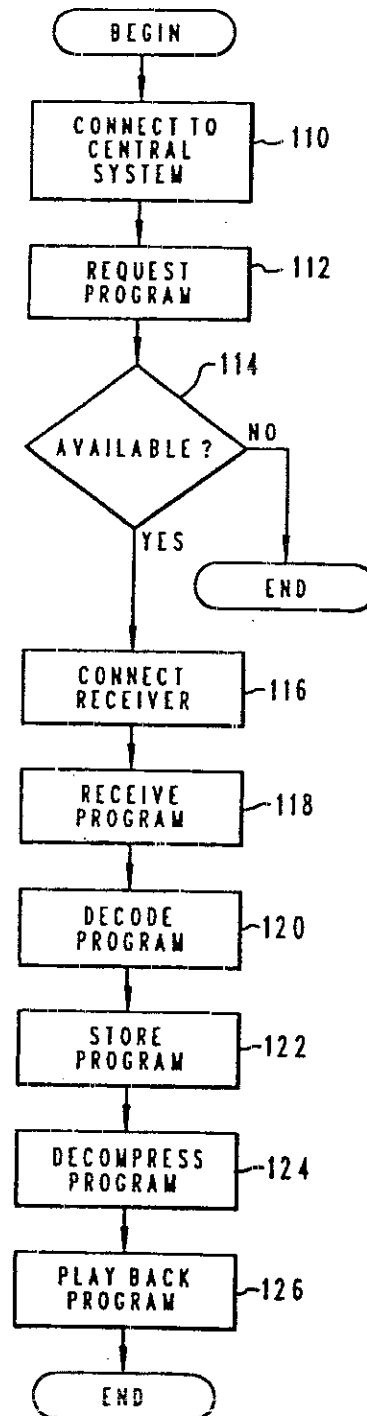 BEGIN
CONNECT TO
CENTRAL
SYSTEM
110
REQUEST
PROGRAM
112
114
AVAILABLE?
NO
YES
END
CONNECT
RECEIVER
116
RECEIVE
PROGRAM
118
DECODE
PROGRAM
120
STORE
PROGRAM
122
DECOMPRESS
PROGRAM
124
PLAY BACK
PROGRAM
126
END